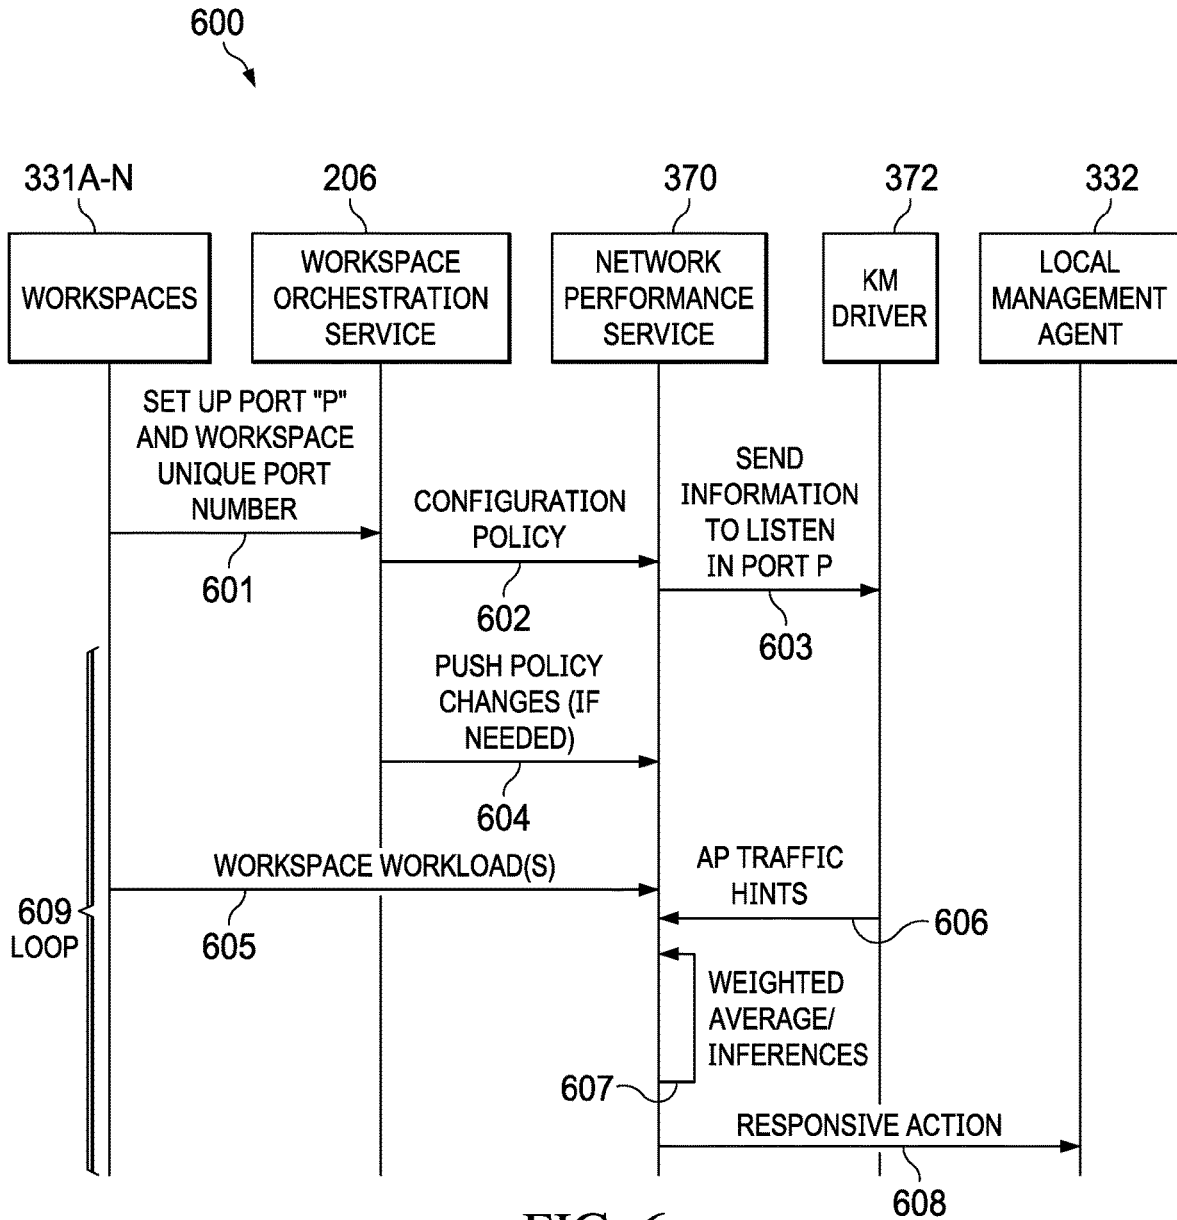 600
331A-N
206
370
372
332
WORKSPACES
WORKSPACE
ORCHESTRATION
SERVICE
NETWORK
PERFORMANCE
SERVICE
KM
DRIVER
LOCAL
MANAGEMENT
AGENT
SET UP PORT "P"
AND WORKSPACE
UNIQUE PORT
NUMBER
601
CONFIGURATION
POLICY
602
SEND
INFORMATION
TO LISTEN
IN PORT P
603
PUSH POLICY
CHANGES (IF
NEEDED)
604
WORKSPACE WORKLOAD(S)
605
AP TRAFFIC
HINTS
606
609
LOOP
WEIGHTED
AVERAGE/
INFERENCES
607
RESPONSIVE ACTION
608
FIG. 6